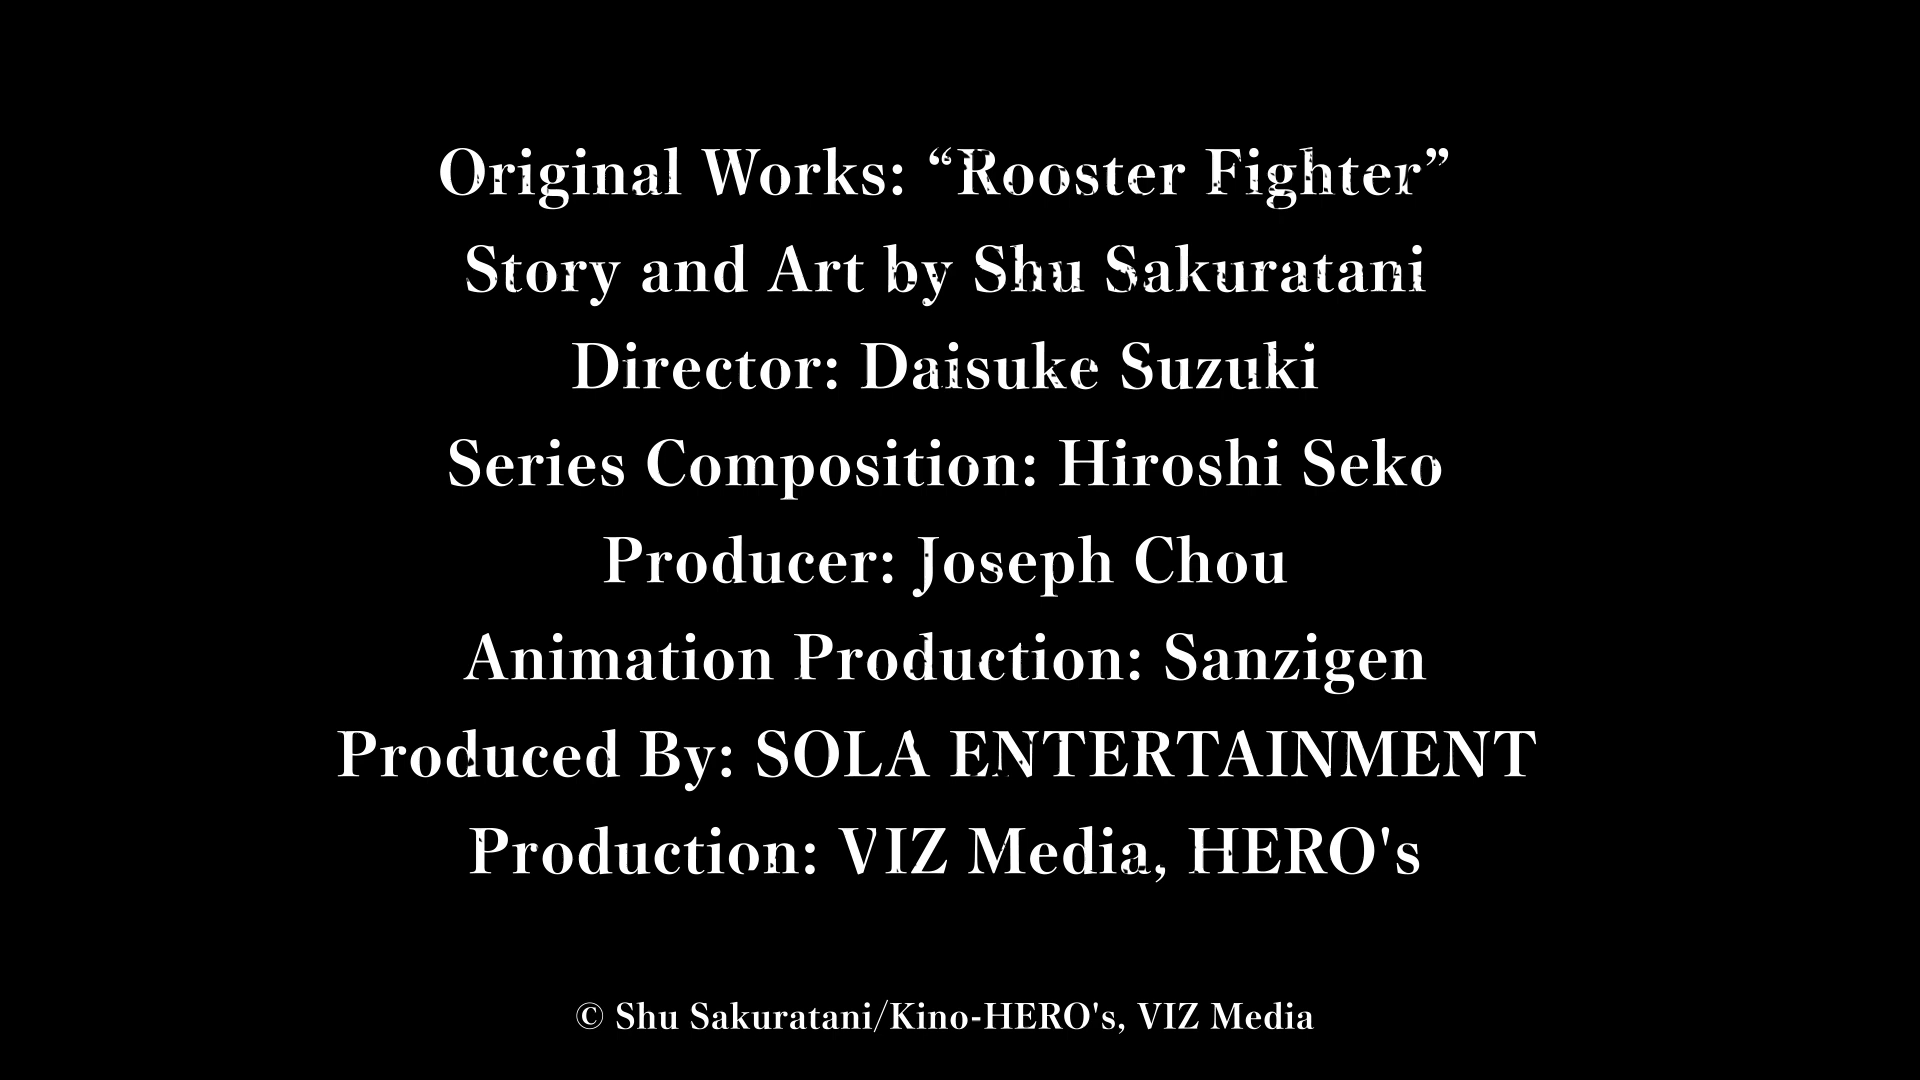 Original Works: “Rooster Fighter”
Story and Art by Shu Sakuratani
Director: Daisuke Suzuki
Series Composition: Hiroshi Seko
Producer: Joseph Chou
Animation Production: Sanzigen
Produced By: SOLA ENTERTAINMENT
Production: VIZ Media, HERO's
© Shu Sakuratani/Kino-HERO's, VIZ Media